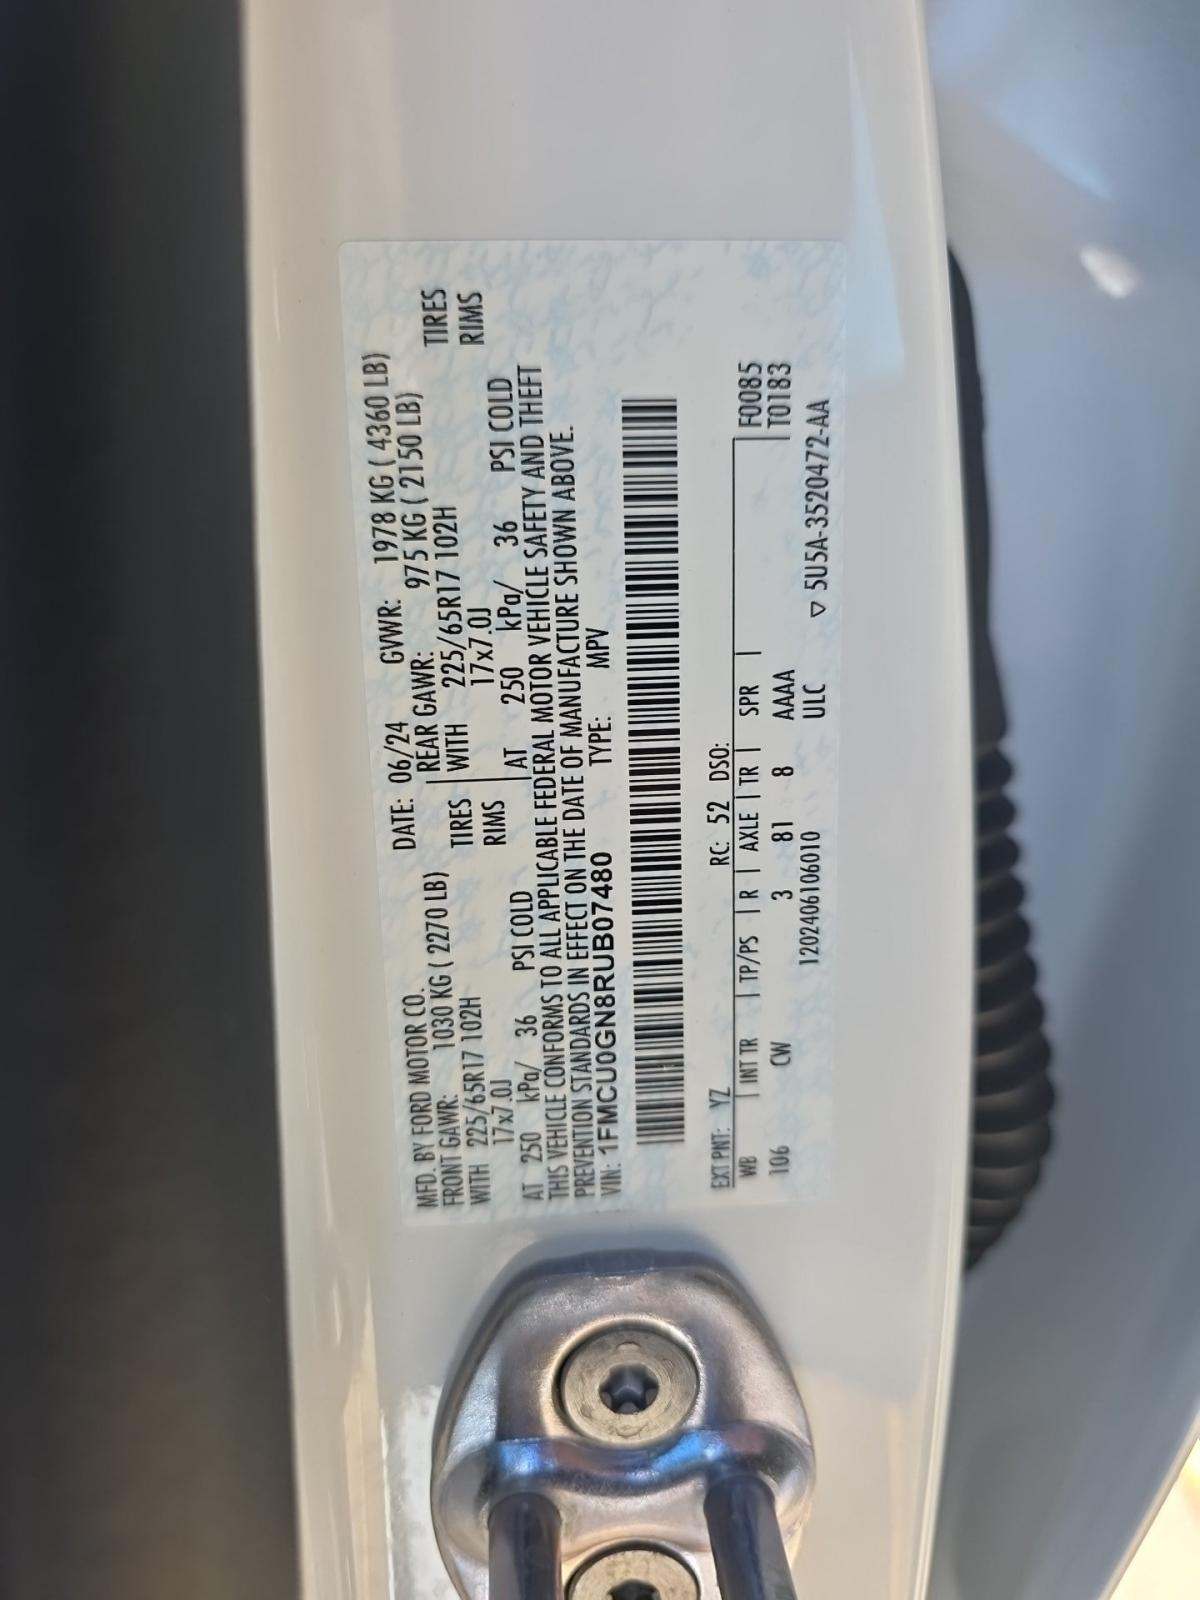 MFD. BY FORD MOTOR CO. DATE: 06/24 GVWR: 1978 KG ( 4360 LB)
FRONT GAWR: 1030 KG ( 2270 LB) REAR GAWR: 975 KG ( 2150 LB)
WITH 225/65R17 102H TIRES WITH 225/65R17 102H TIRES
17x7.0J RIMS 17x7.0J RIMS
AT 250 kPa/ 36 PSI COLD AT 250 kPa/ 36 PSI COLD
THIS VEHICLE CONFORMS TO ALL APPLICABLE FEDERAL MOTOR VEHICLE SAFETY AND THEFT
PREVENTION STANDARDS IN EFFECT ON THE DATE OF MANUFACTURE SHOWN ABOVE.
VIN: 1FMCU0GN8RUB07480 TYPE: MPV
EXT PNT: YZ RC: 52 DSO:
WB | INT TR | TP/PS | R | AXLE | TR | SPR | F0085
106 CW 3 81 8 AAAA T0183
1202406106010 ULC ▽ 5U5A-3520472-AA